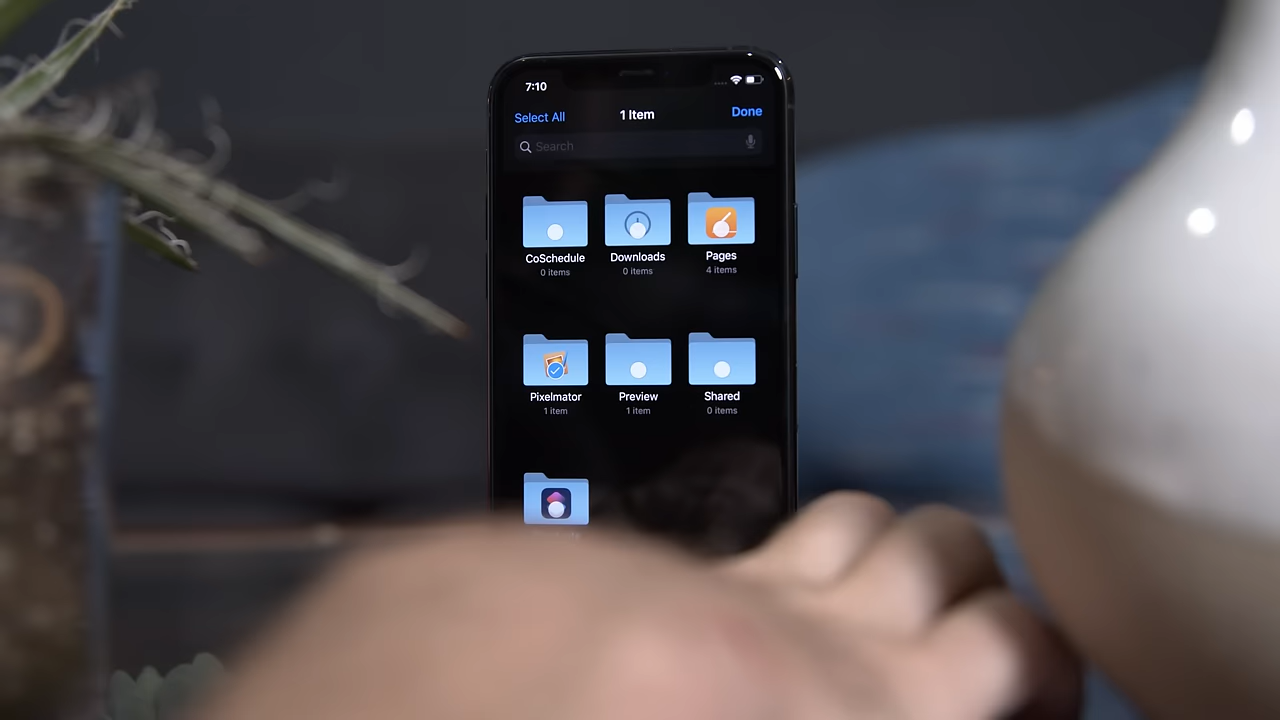 7:10
Select All 1 Item Done
Search
CoSchedule Downloads Pages
0 items 0 items 4 items
Pixelmator Preview Shared
1 item 1 item 0 items